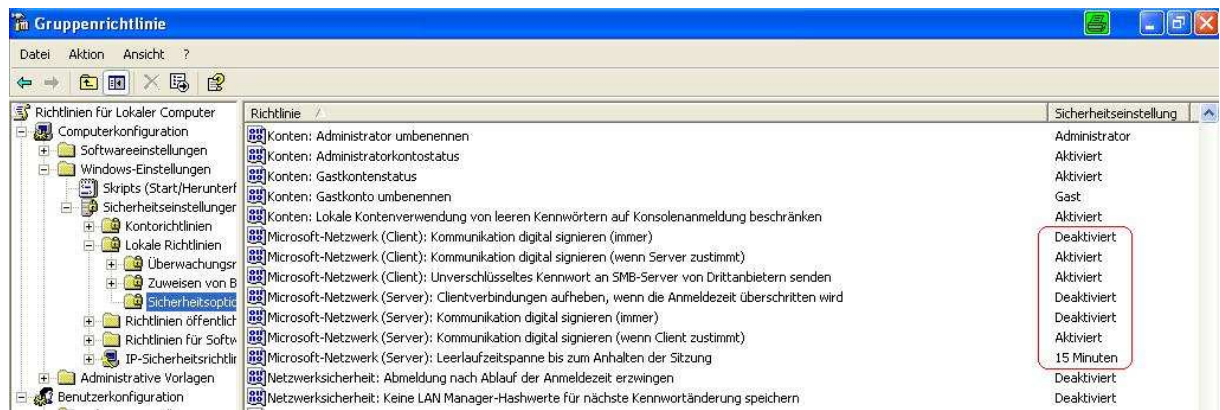 Gruppenrichtlinie
Datei Aktion Ansicht ?
Richtlinien für Lokaler Computer
Computerkonfiguration
Softwareeinstellungen
Windows-Einstellungen
Skripts (Start/Herunterf
Sicherheitseinstellunger
Kontorichtlinien
Lokale Richtlinien
Überwachungsr
Zuweisen von B
Sicherheitsoptic
Richtlinien öffentlich
Richtlinien für Softw
IP-Sicherheitsrichtlir
Administrative Vorlagen
Benutzerkonfiguration
Richtlinie Sicherheitseinstellung
Konten: Administrator umbenennen Administrator
Konten: Administratorkontostatus Aktiviert
Konten: Gastkontenstatus Aktiviert
Konten: Gastkonto umbenennen Gast
Konten: Lokale Kontenverwendung von leeren Kennwörtern auf Konsolenanmeldung beschränken Aktiviert
Microsoft-Netzwerk (Client): Kommunikation digital signieren (immer) Deaktiviert
Microsoft-Netzwerk (Client): Kommunikation digital signieren (wenn Server zustimmt) Aktiviert
Microsoft-Netzwerk (Client): Unverschlüsseltes Kennwort an SMB-Server von Drittanbietern senden Aktiviert
Microsoft-Netzwerk (Server): Clientverbindungen aufheben, wenn die Anmeldezeit überschritten wird Deaktiviert
Microsoft-Netzwerk (Server): Kommunikation digital signieren (immer) Deaktiviert
Microsoft-Netzwerk (Server): Kommunikation digital signieren (wenn Client zustimmt) Aktiviert
Microsoft-Netzwerk (Server): Leerlaufzeitspanne bis zum Anhalten der Sitzung 15 Minuten
Netzwerksicherheit: Abmeldung nach Ablauf der Anmeldezeit erzwingen Deaktiviert
Netzwerksicherheit: Keine LAN Manager-Hashwerte für nächste Kennwortänderung speichern Deaktiviert